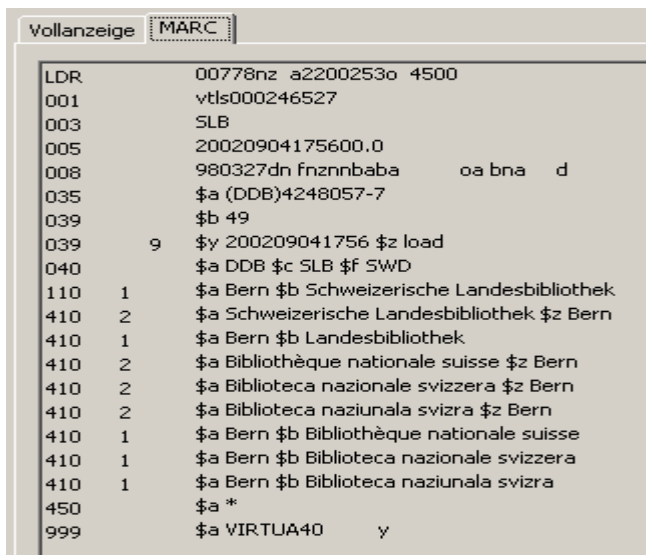 Vollanzeige MARC
LDR 00778nz a2200253o 4500
001 vtls000246527
003 SLB
005 20020904175600.0
008 980327dn fnznnbaba oa bna d
035 $a (DDB)4248057-7
039 $b 49
039 9 $y 200209041756 $z load
040 $a DDB $c SLB $f SWD
110 1 $a Bern $b Schweizerische Landesbibliothek
410 2 $a Schweizerische Landesbibliothek $z Bern
410 1 $a Bern $b Landesbibliothek
410 2 $a Bibliothèque nationale suisse $z Bern
410 2 $a Biblioteca nazionale svizzera $z Bern
410 2 $a Biblioteca naziunala svizra $z Bern
410 1 $a Bern $b Bibliothèque nationale suisse
410 1 $a Bern $b Biblioteca nazionale svizzera
410 1 $a Bern $b Biblioteca naziunala svizra
450 $a *
999 $a VIRTUA40 y